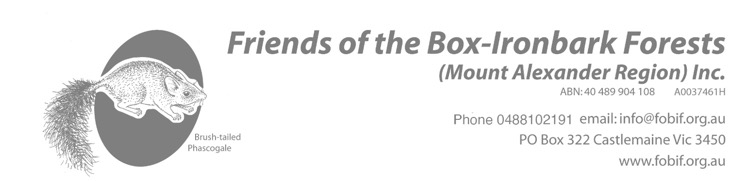 Friends of the Box-Ironbark Forests
(Mount Alexander Region) Inc.
ABN: 40 489 904 108 A0037461H
Phone 0488102191 email: info@fobif.org.au
PO Box 322 Castlemaine Vic 3450
www.fobif.org.au
Brush-tailed
Phascogale